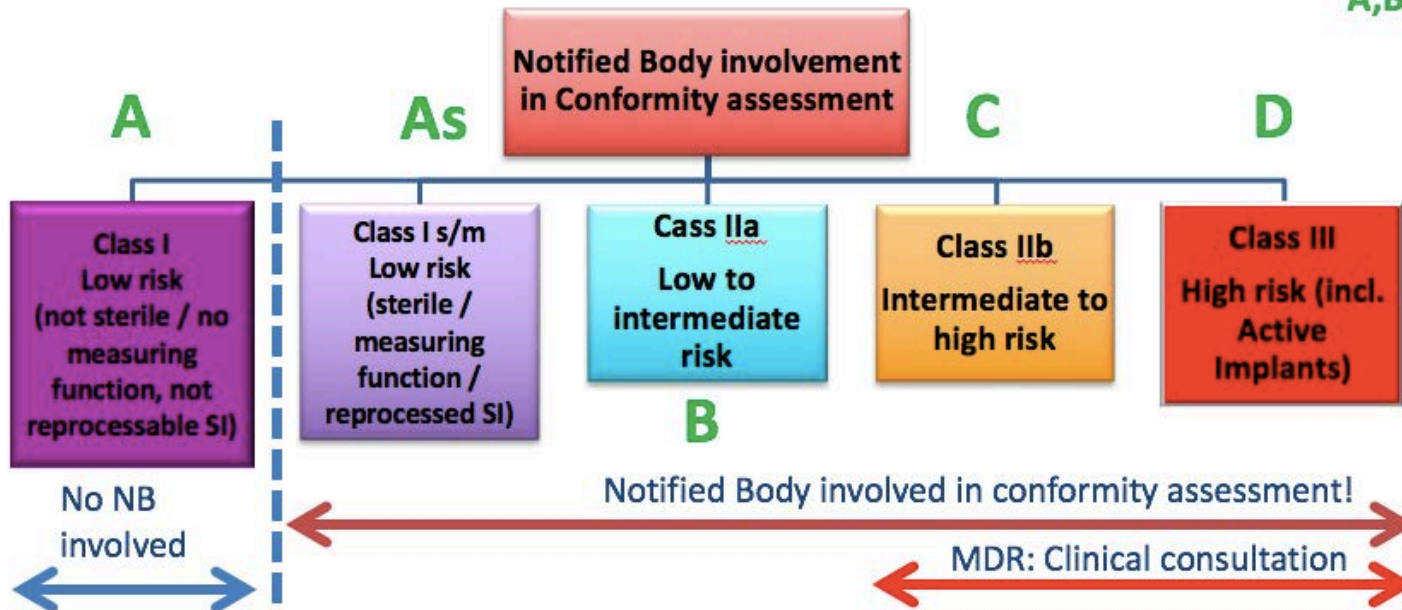 A,B
Notified Body involvement
in Conformity assessment
A
As
C
D
Class I
Low risk
(not sterile / no
measuring
function, not
reprocessable SI)
Class I s/m
Low risk
(sterile /
measuring
function /
reprocessed SI)
Cass IIa
Low to
intermediate
risk
B
Class IIb
Intermediate to
high risk
Class III
High risk (incl.
Active
Implants)
No NB
involved
Notified Body involved in conformity assessment!
MDR: Clinical consultation